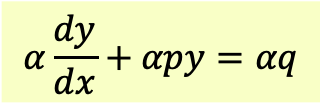 α dy/dx + αpy = αq